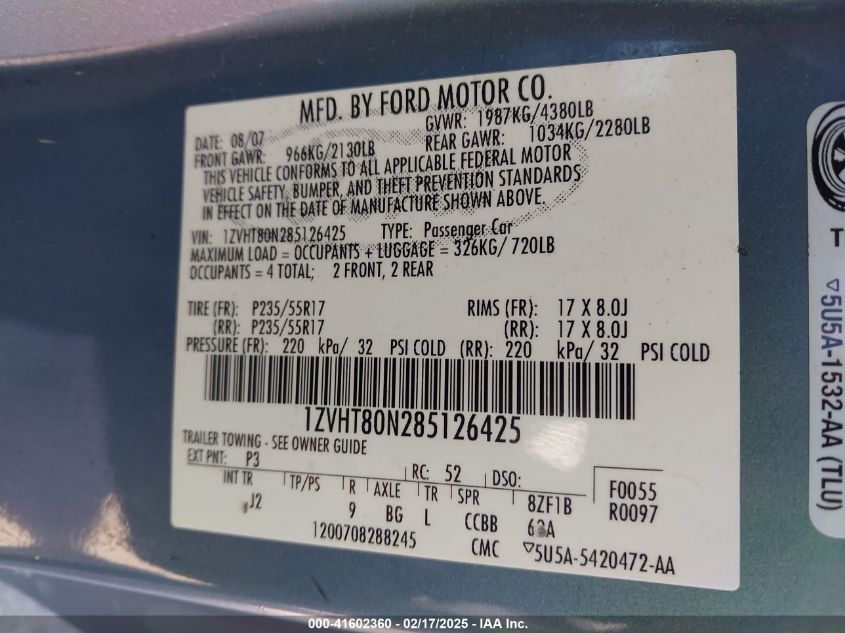 MFD. BY FORD MOTOR CO.
DATE: 08/07 GVWR: 1987KG/4380LB
FRONT GAWR: 966KG/2130LB REAR GAWR: 1034KG/2280LB
THIS VEHICLE CONFORMS TO ALL APPLICABLE FEDERAL MOTOR
VEHICLE SAFETY, BUMPER, AND THEFT PREVENTION STANDARDS
IN EFFECT ON THE DATE OF MANUFACTURE SHOWN ABOVE.
VIN: 1ZVHT80N285126425 TYPE: Passenger Car
MAXIMUM LOAD = OCCUPANTS + LUGGAGE = 326KG/ 720LB
OCCUPANTS = 4 TOTAL; 2 FRONT, 2 REAR
TIRE (FR): P235/55R17 RIMS (FR): 17 X 8.0J
(RR): P235/55R17 (RR): 17 X 8.0J
PRESSURE (FR): 220 kPa/ 32 PSI COLD (RR): 220 kPa/ 32 PSI COLD
1ZVHT80N285126425
TRAILER TOWING - SEE OWNER GUIDE
EXT PNT: P3 RC: 52 DSO: F0055
INT TR TP/PS R AXLE TR SPR 8ZF1B R0097
J2 9 BG L CCBB
1200708288245 CMC ▽5U5A-5420472-AA
T
▽5U5A-1532-AA (TLU)
000-41602360 - 02/17/2025 - IAA Inc.